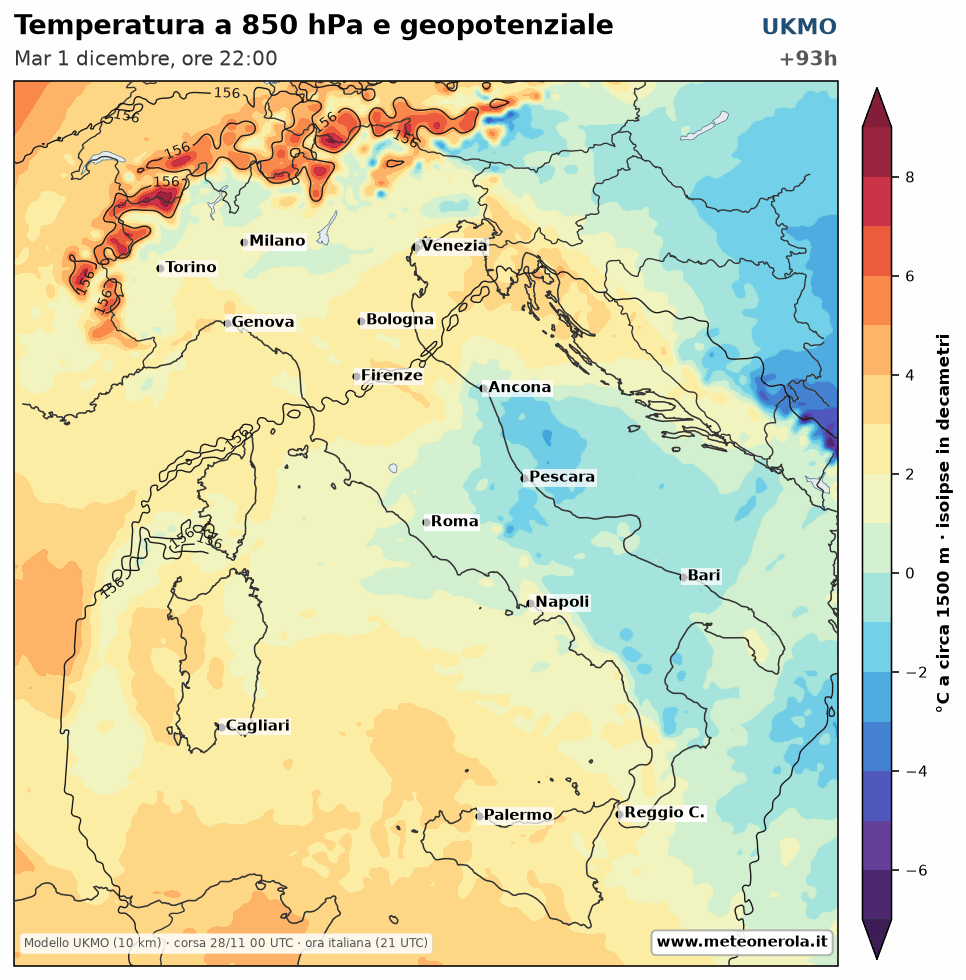 Temperatura a 850 hPa e geopotenziale
UKMO
Mar 1 dicembre, ore 22:00
+93h
156
156
156
156
156
156
Milano
Venezia
Torino
156
156
Genova
Bologna
Firenze
Ancona
156
Pescara
Roma
156
156
Bari
156
Napoli
Cagliari
Palermo
Reggio C.
8
6
4
2
0
−2
−4
−6
°C a circa 1500 m · isoipse in decametri
Modello UKMO (10 km) · corsa 28/11 00 UTC · ora italiana (21 UTC)
www.meteonerola.it